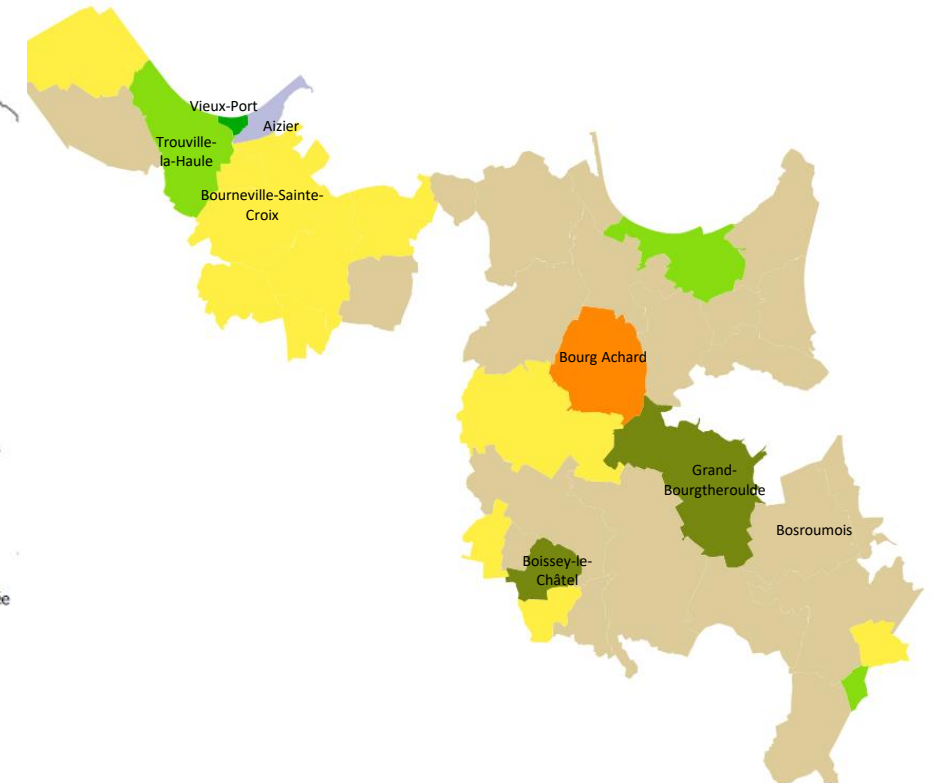 Vieux-Port
Aizier
Trouville-
la-Haule
Bourneville-Sainte-
Croix
Bourg Achard
Grand-
Bourgtheroulde
Bosroumois
Boissey-le-
Châtel